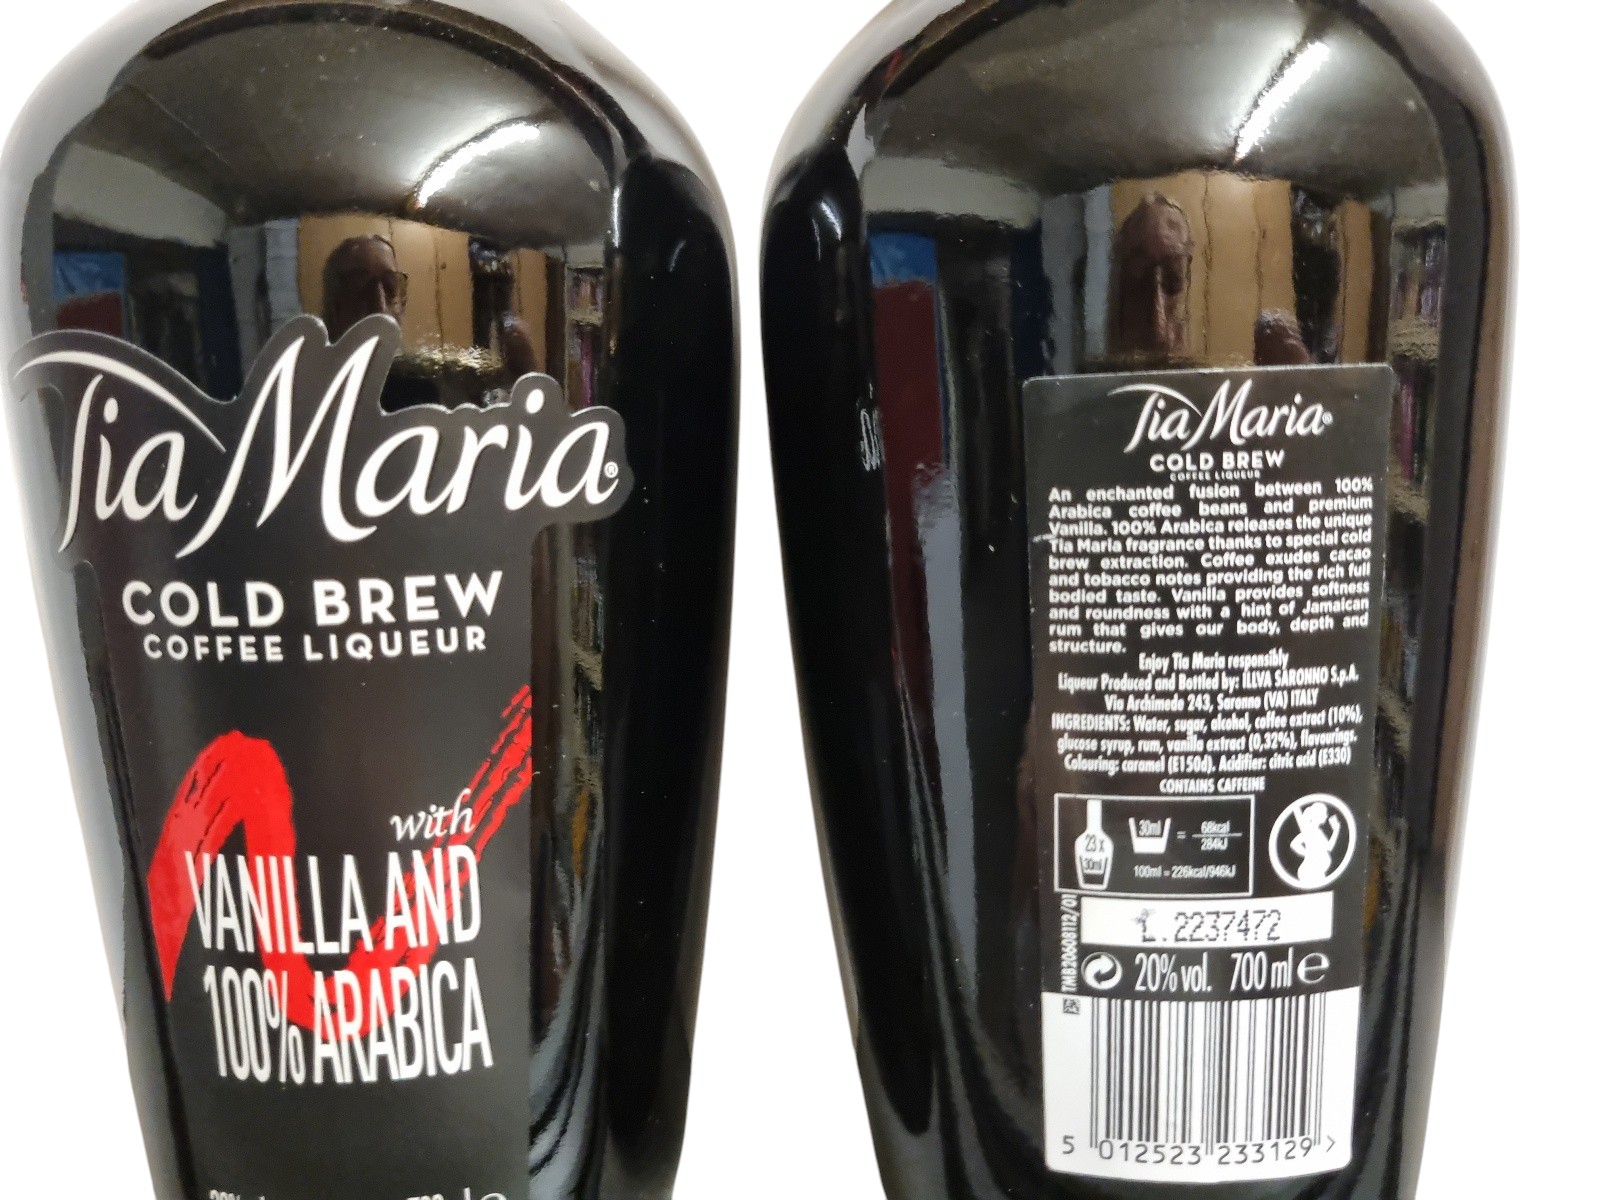 Tia Maria®
COLD BREW
COFFEE LIQUEUR
with
VANILLA AND
100% ARABICA
Tia Maria®
COLD BREW
COFFEE LIQUEUR
An enchanted fusion between 100%
Arabica coffee beans and premium
Vanilla. 100% Arabica releases the unique
Tia Maria fragrance thanks to special cold
brew extraction. Coffee exudes cacao
and tobacco notes providing the rich full
bodied taste. Vanilla provides softness
and roundness with a hint of Jamaican
rum that gives our body, depth and
structure.
Enjoy Tia Maria responsibly
Liqueur Produced and Bottled by: ILLVA SARONNO S.p.A.
Via Archimede 243, Saronno (VA) ITALY
INGREDIENTS: Water, sugar, alcohol, coffee extract (10%),
glucose syrup, rum, vanilla extract (0,32%), flavourings.
Colouring: caramel (E150d). Acidifier: citric acid (E330)
CONTAINS CAFFEINE
23 x
30ml
30ml = 68kcal
284kJ
100ml = 226kcal/946kJ
TMB20608112/01
L.2237472
20% vol. 700 ml e
5 012523 233129 >